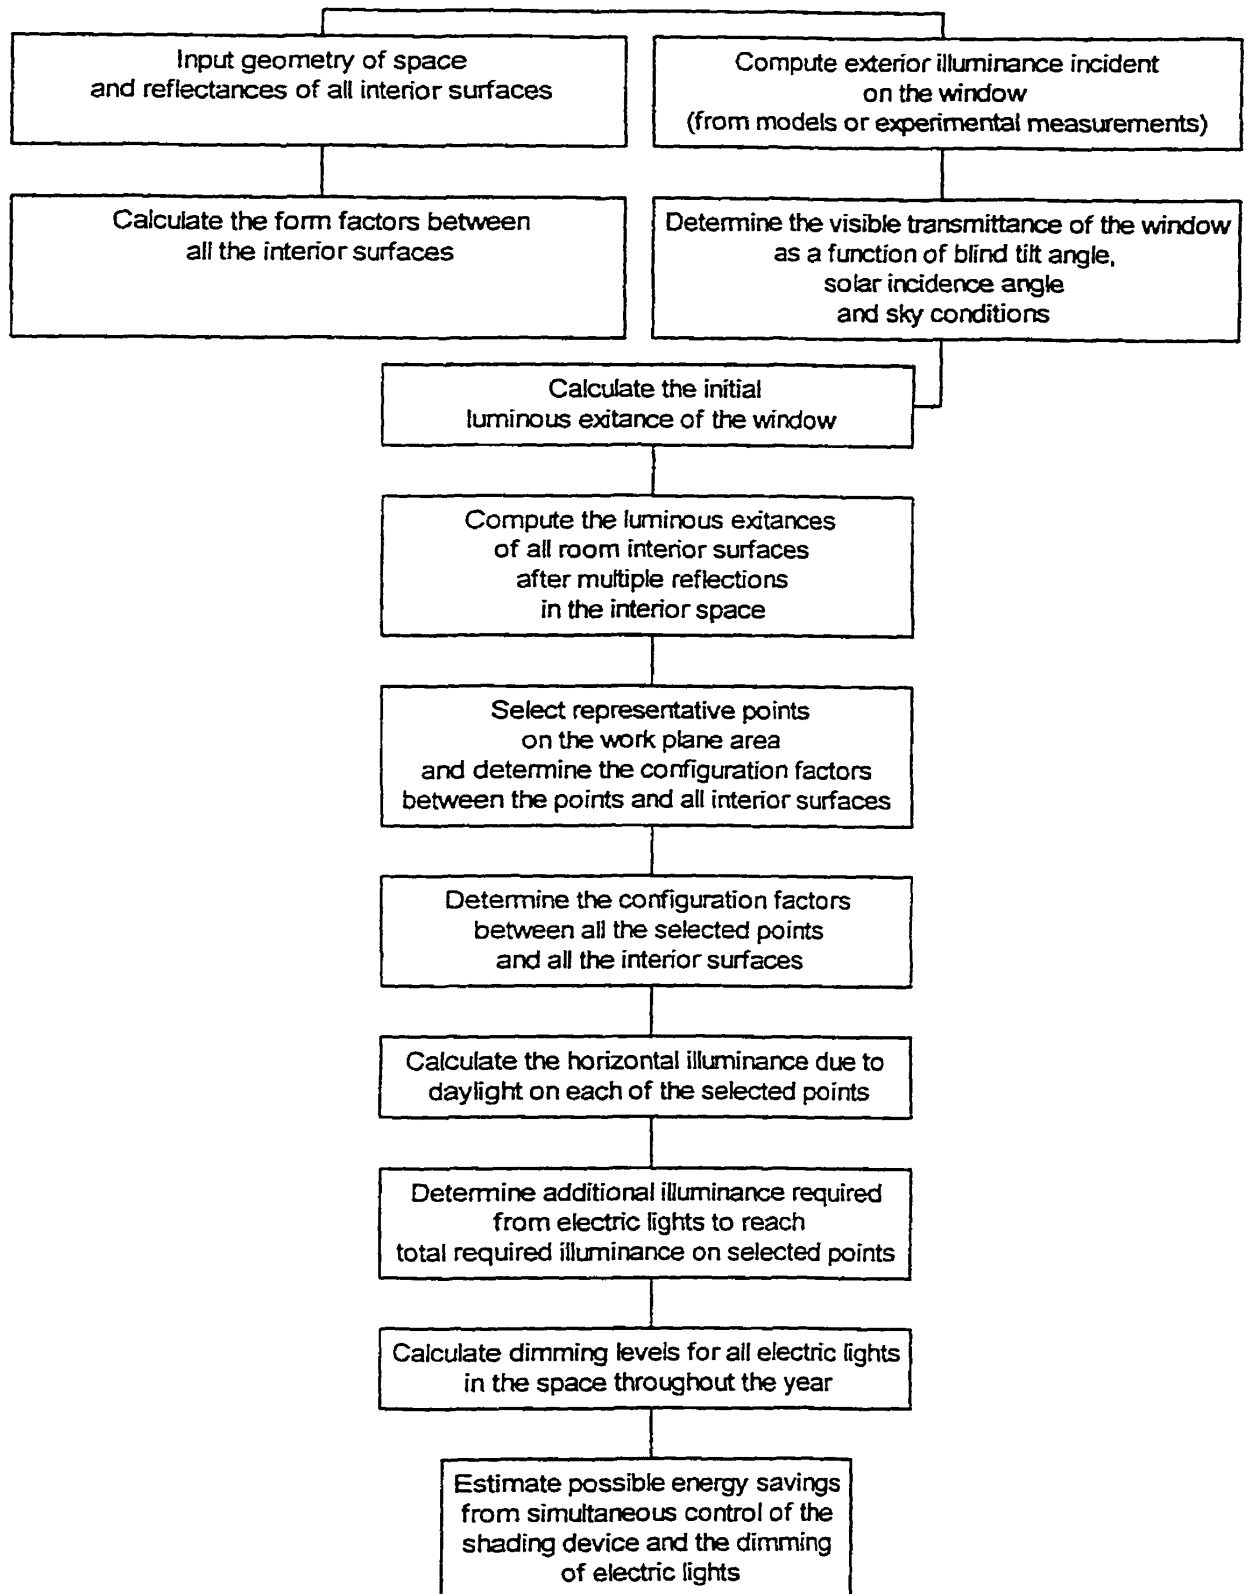 Input geometry of space
and reflectances of all interior surfaces
Compute exterior illuminance incident
on the window
(from models or experimental measurements)
Calculate the form factors between
all the interior surfaces
Determine the visible transmittance of the window
as a function of blind tilt angle,
solar incidence angle
and sky conditions
Calculate the initial
luminous exitance of the window
Compute the luminous exitances
of all room interior surfaces
after multiple reflections
in the interior space
Select representative points
on the work plane area
and determine the configuration factors
between the points and all interior surfaces
Determine the configuration factors
between all the selected points
and all the interior surfaces
Calculate the horizontal illuminance due to
daylight on each of the selected points
Determine additional illuminance required
from electric lights to reach
total required illuminance on selected points
Calculate dimming levels for all electric lights
in the space throughout the year
Estimate possible energy savings
from simultaneous control of the
shading device and the dimming
of electric lights